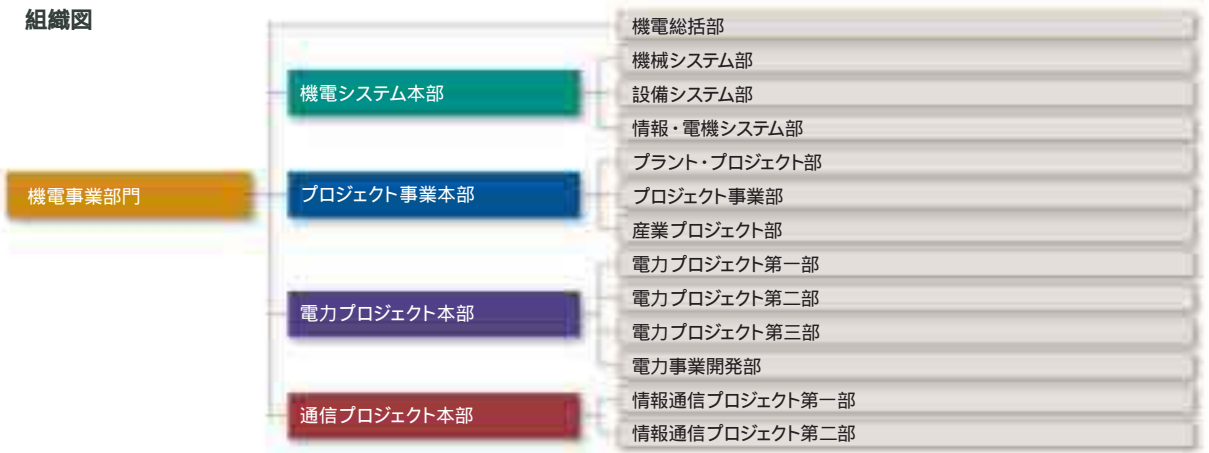 組織図
機電事業部門
機電総括部
機電システム本部
機械システム部
設備システム部
情報・電機システム部
プロジェクト事業本部
プラント・プロジェクト部
プロジェクト事業部
産業プロジェクト部
電力プロジェクト本部
電力プロジェクト第一部
電力プロジェクト第二部
電力プロジェクト第三部
電力事業開発部
通信プロジェクト本部
情報通信プロジェクト第一部
情報通信プロジェクト第二部